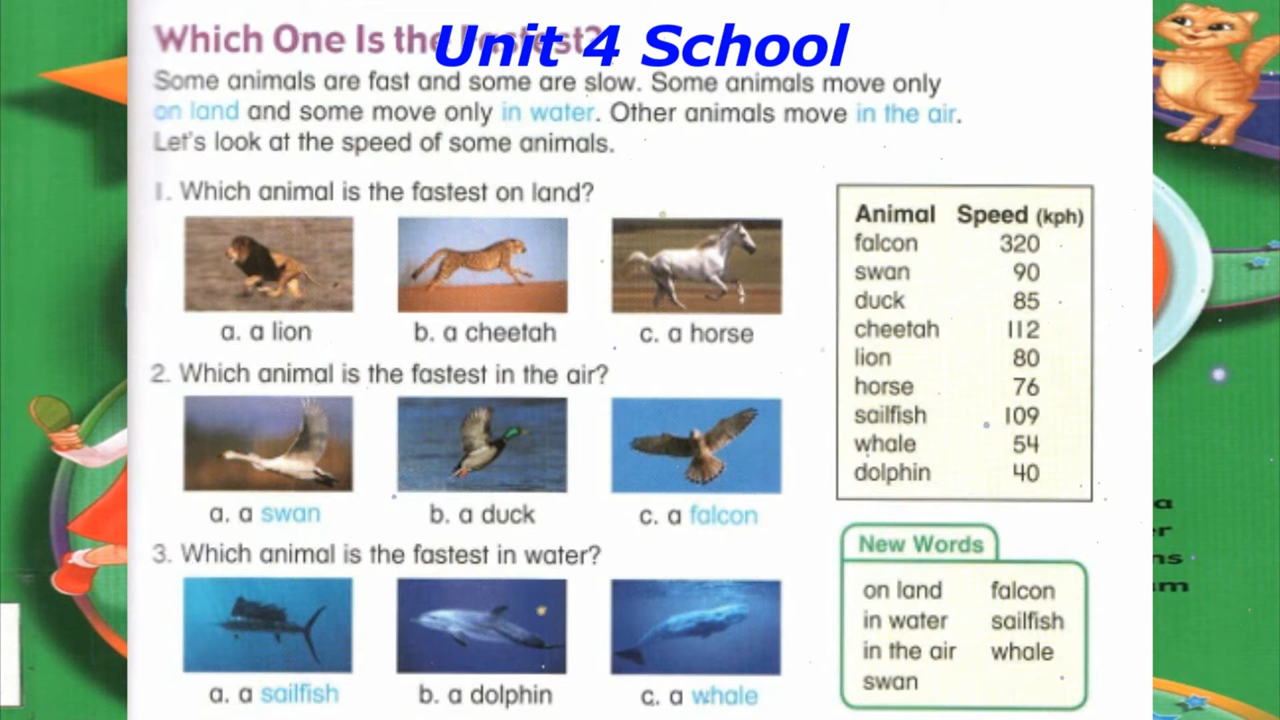 Unit 4 School
Which One Is the Fastest?
Some animals are fast and some are slow. Some animals move only
on land and some move only in water. Other animals move in the air.
Let's look at the speed of some animals.
1. Which animal is the fastest on land?
a. a lion b. a cheetah c. a horse
2. Which animal is the fastest in the air?
a. a swan b. a duck c. a falcon
3. Which animal is the fastest in water?
a. a sailfish b. a dolphin c. a whale
Animal Speed (kph)
falcon 320
swan 90
duck 85
cheetah 112
lion 80
horse 76
sailfish 109
whale 54
dolphin 40
New Words
on land falcon
in water sailfish
in the air whale
swan